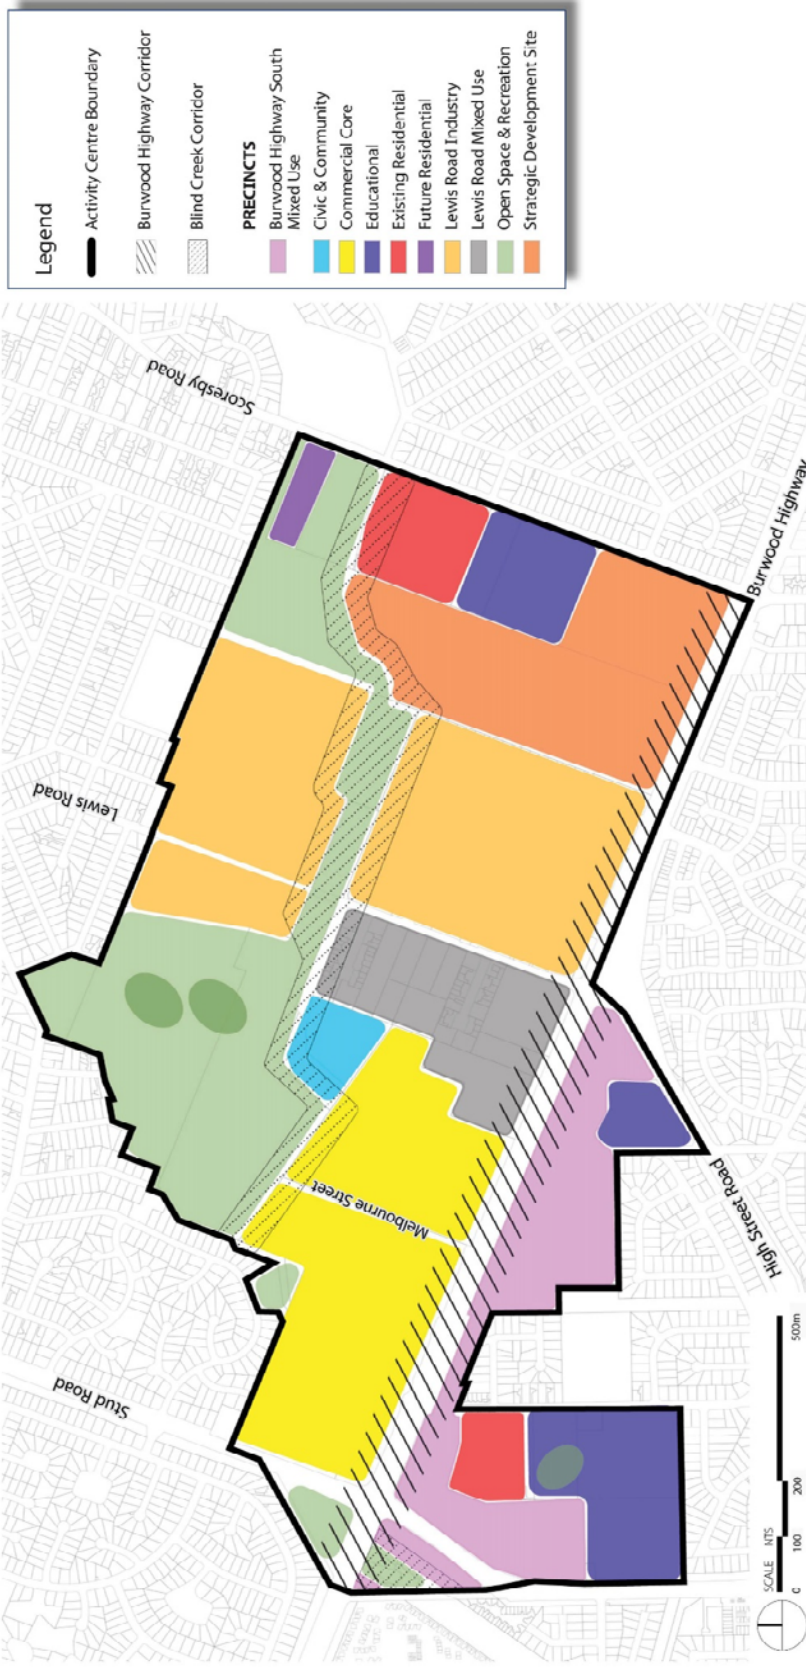 Legend
Activity Centre Boundary
Burwood Highway Corridor
Blind Creek Corridor
PRECINCTS
Burwood Highway South
Mixed Use
Civic & Community
Commercial Core
Educational
Existing Residential
Future Residential
Lewis Road Industry
Lewis Road Mixed Use
Open Space & Recreation
Strategic Development Site
Scoresby Road
Lewis Road
Stud Road
Melbourne Street
Burwood Highway
High Street Road
SCALE NTS
0 100 200 500m